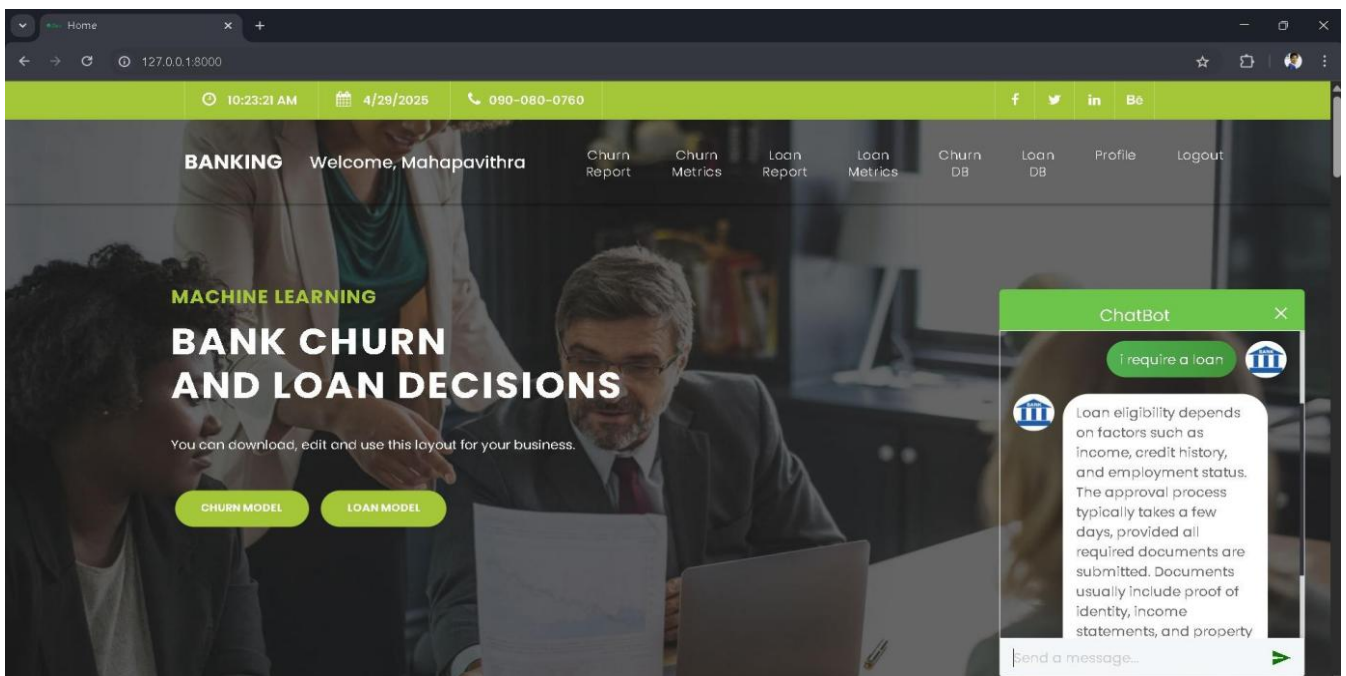 Home
127.0.0.1:8000
10:23:21 AM 4/29/2025 090-080-0760
BANKING Welcome, Mahapavithra
Churn Report
Churn Metrics
Loan Report
Loan Metrics
Churn DB
Loan DB
Profile
Logout
MACHINE LEARNING
BANK CHURN
AND LOAN DECISIONS
You can download, edit and use this layout for your business.
CHURN MODEL LOAN MODEL
ChatBot
i require a loan
Loan eligibility depends
on factors such as
income, credit history,
and employment status.
The approval process
typically takes a few
days, provided all
required documents are
submitted. Documents
usually include proof of
identity, income
statements, and property
Send a message...